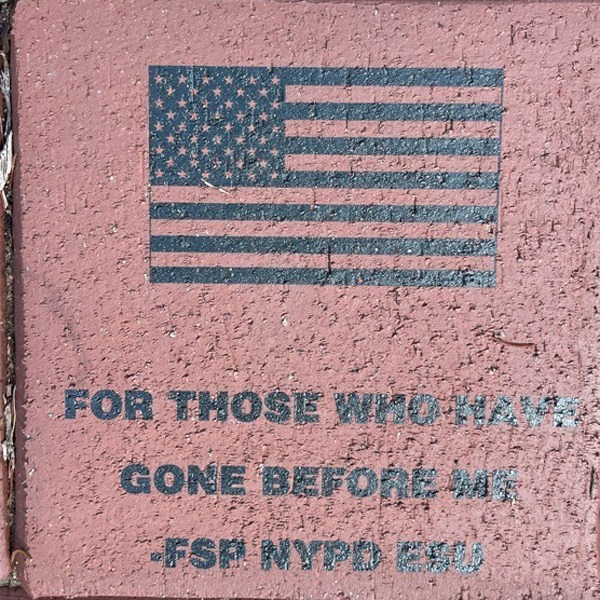 FOR THOSE WHO HAVE
GONE BEFORE ME
-FSP NYPD ESU